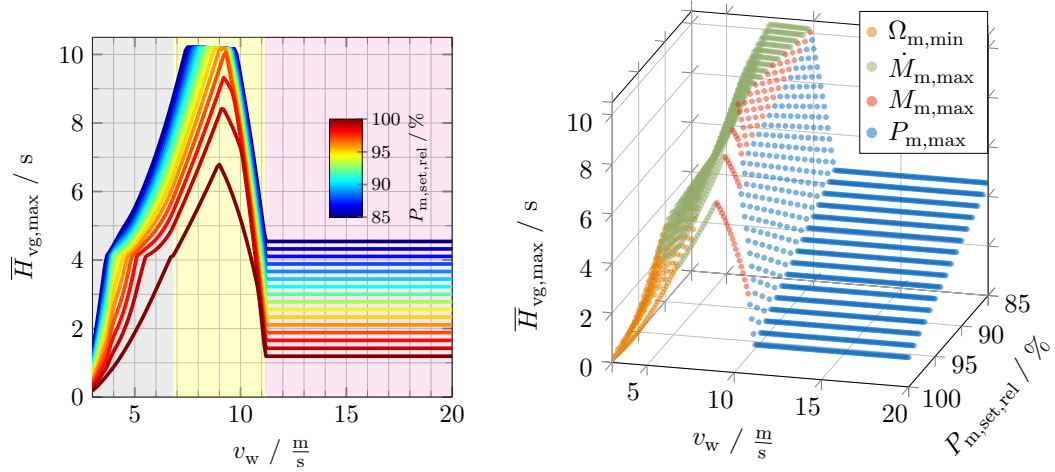 10
8
6
4
2
0
5
10
15
20
H̅vg,max / s
vw / m/s
100
95
90
85
Pm,set,rel / %
10
8
6
4
2
0
5
10
15
20
100
95
90
85
H̅vg,max / s
vw / m/s
Pm,set,rel / %
Ωm,min
Ṁm,max
Mm,max
Pm,max